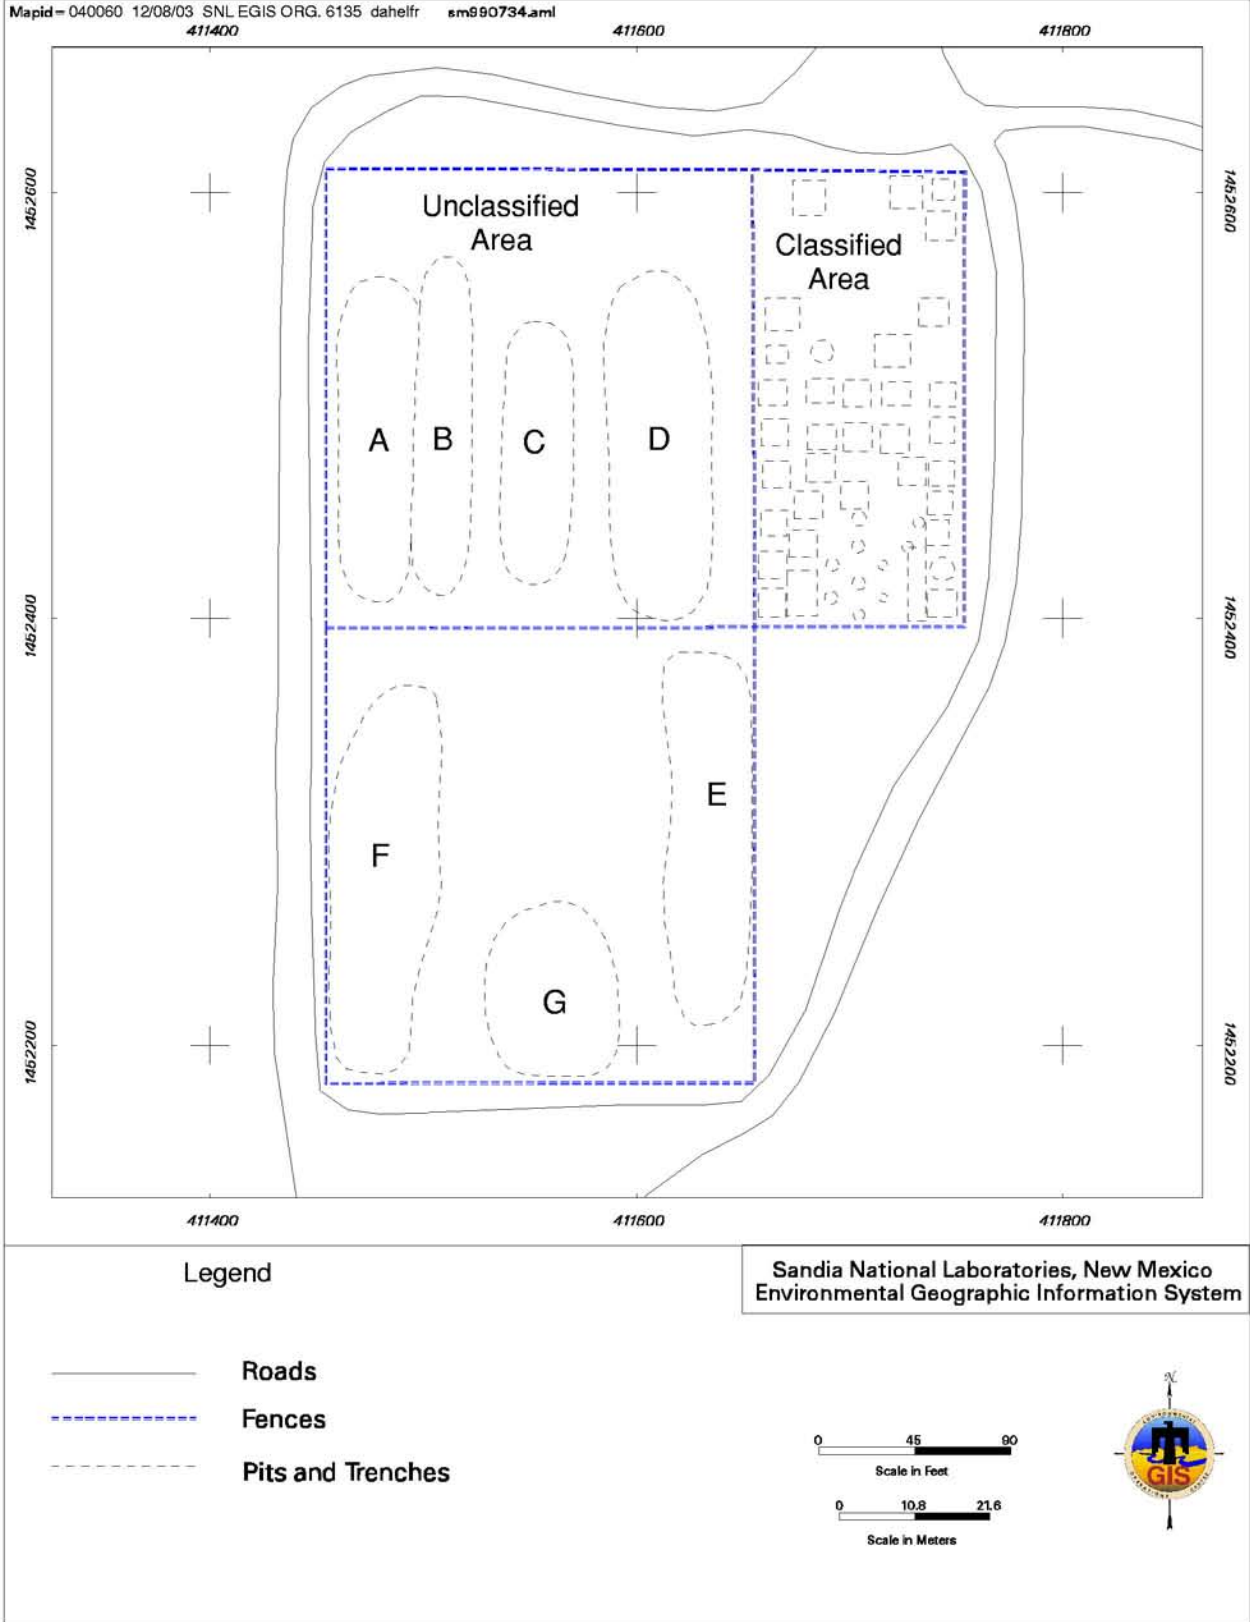 Mapid= 040060 12/08/03 SNL EGIS ORG. 6135 dahelfr sm990734.aml
411400 411600 411800
1452600 1452600
Unclassified
Area
Classified
Area
A B C D
1452400 1452400
E
F
G
1452200 1452200
411400 411600 411800
Legend
Sandia National Laboratories, New Mexico
Environmental Geographic Information System
Roads
Fences
Pits and Trenches
0 45 90
Scale in Feet
0 10.8 21.6
Scale in Meters
N
GIS